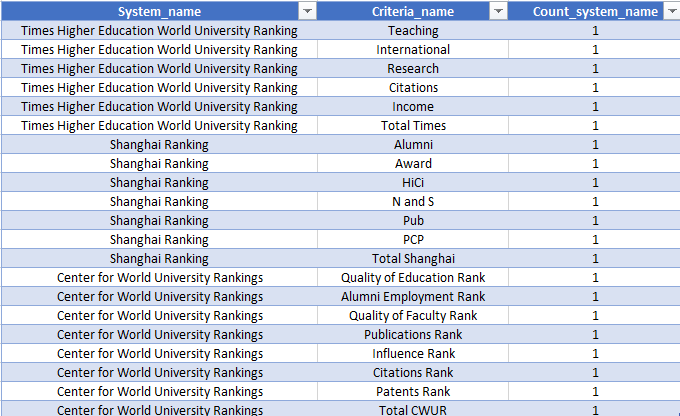 System_name Criteria_name Count_system_name
Times Higher Education World University Ranking Teaching 1
Times Higher Education World University Ranking International 1
Times Higher Education World University Ranking Research 1
Times Higher Education World University Ranking Citations 1
Times Higher Education World University Ranking Income 1
Times Higher Education World University Ranking Total Times 1
Shanghai Ranking Alumni 1
Shanghai Ranking Award 1
Shanghai Ranking HiCi 1
Shanghai Ranking N and S 1
Shanghai Ranking Pub 1
Shanghai Ranking PCP 1
Shanghai Ranking Total Shanghai 1
Center for World University Rankings Quality of Education Rank 1
Center for World University Rankings Alumni Employment Rank 1
Center for World University Rankings Quality of Faculty Rank 1
Center for World University Rankings Publications Rank 1
Center for World University Rankings Influence Rank 1
Center for World University Rankings Citations Rank 1
Center for World University Rankings Patents Rank 1
Center for World University Rankings Total CWUR 1